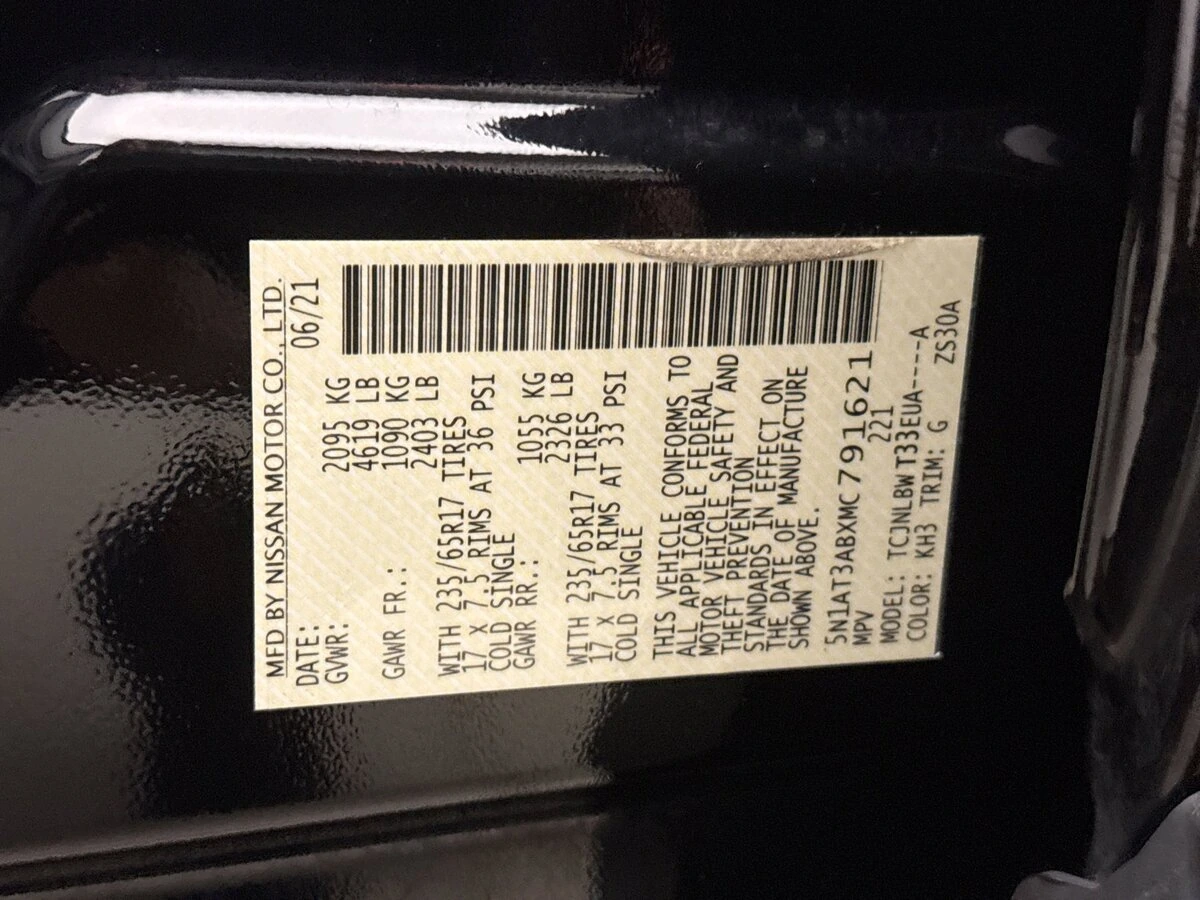 MFD BY NISSAN MOTOR CO., LTD.
DATE: 06/21
GVWR: 2095 KG
4619 LB
GAWR FR.: 1090 KG
2403 LB
WITH 235/65R17 TIRES
17 X 7.5 RIMS AT 36 PSI
COLD SINGLE
GAWR RR.: 1055 KG
2326 LB
WITH 235/65R17 TIRES
17 X 7.5 RIMS AT 33 PSI
COLD SINGLE
THIS VEHICLE CONFORMS TO
ALL APPLICABLE FEDERAL
MOTOR VEHICLE SAFETY AND
THEFT PREVENTION
STANDARDS IN EFFECT ON
THE DATE OF MANUFACTURE
SHOWN ABOVE.
5N1AT3ABXMC791621
MPV 221
MODEL: TCJNLBWT33EUA----A
COLOR: KH3 TRIM: G ZS30A